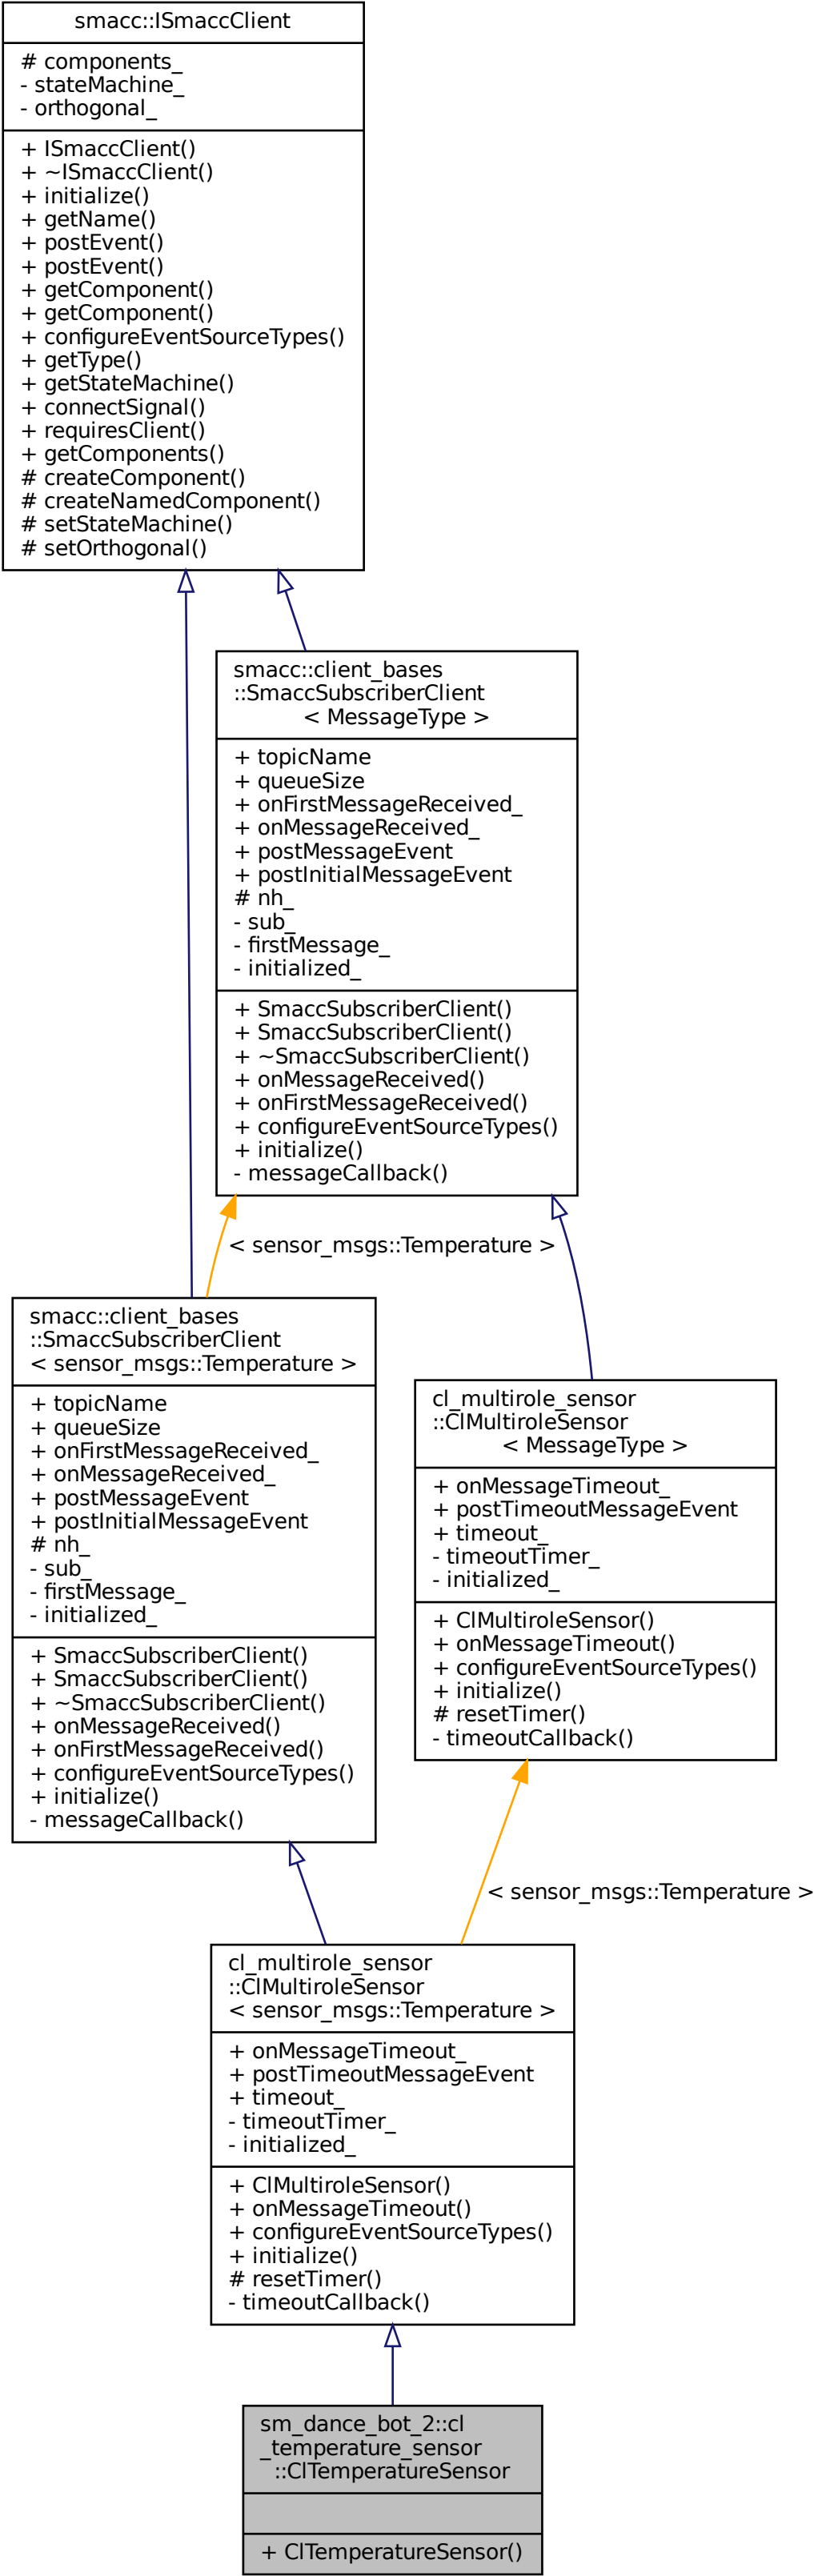 smacc::ISmaccClient
# components_
- stateMachine_
- orthogonal_
+ ISmaccClient()
+ ~ISmaccClient()
+ initialize()
+ getName()
+ postEvent()
+ postEvent()
+ getComponent()
+ getComponent()
+ configureEventSourceTypes()
+ getType()
+ getStateMachine()
+ connectSignal()
+ requiresClient()
+ getComponents()
# createComponent()
# createNamedComponent()
# setStateMachine()
# setOrthogonal()
smacc::client_bases
::SmaccSubscriberClient
< MessageType >
+ topicName
+ queueSize
+ onFirstMessageReceived_
+ onMessageReceived_
+ postMessageEvent
+ postInitialMessageEvent
# nh_
- sub_
- firstMessage_
- initialized_
+ SmaccSubscriberClient()
+ SmaccSubscriberClient()
+ ~SmaccSubscriberClient()
+ onMessageReceived()
+ onFirstMessageReceived()
+ configureEventSourceTypes()
+ initialize()
- messageCallback()
< sensor_msgs::Temperature >
smacc::client_bases
::SmaccSubscriberClient
< sensor_msgs::Temperature >
+ topicName
+ queueSize
+ onFirstMessageReceived_
+ onMessageReceived_
+ postMessageEvent
+ postInitialMessageEvent
# nh_
- sub_
- firstMessage_
- initialized_
+ SmaccSubscriberClient()
+ SmaccSubscriberClient()
+ ~SmaccSubscriberClient()
+ onMessageReceived()
+ onFirstMessageReceived()
+ configureEventSourceTypes()
+ initialize()
- messageCallback()
cl_multirole_sensor
::ClMultiroleSensor
< MessageType >
+ onMessageTimeout_
+ postTimeoutMessageEvent
+ timeout_
- timeoutTimer_
- initialized_
+ ClMultiroleSensor()
+ onMessageTimeout()
+ configureEventSourceTypes()
+ initialize()
# resetTimer()
- timeoutCallback()
< sensor_msgs::Temperature >
cl_multirole_sensor
::ClMultiroleSensor
< sensor_msgs::Temperature >
+ onMessageTimeout_
+ postTimeoutMessageEvent
+ timeout_
- timeoutTimer_
- initialized_
+ ClMultiroleSensor()
+ onMessageTimeout()
+ configureEventSourceTypes()
+ initialize()
# resetTimer()
- timeoutCallback()
sm_dance_bot_2::cl
_temperature_sensor
::ClTemperatureSensor
+ ClTemperatureSensor()